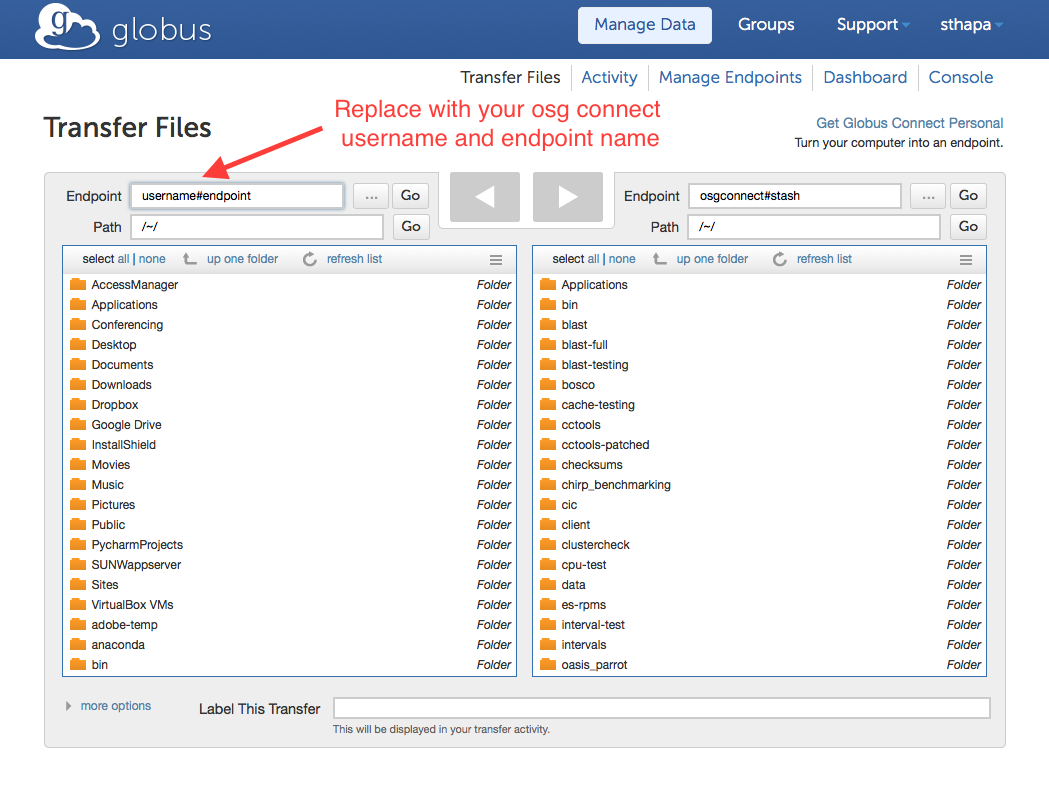 globus
Manage Data Groups Support sthapa
Transfer Files Activity Manage Endpoints Dashboard Console
Replace with your osg connect
username and endpoint name
Transfer Files
Get Globus Connect Personal
Turn your computer into an endpoint.
Endpoint username#endpoint ... Go
Path /~/ Go
select all | none up one folder refresh list
AccessManager Folder
Applications Folder
Conferencing Folder
Desktop Folder
Documents Folder
Downloads Folder
Dropbox Folder
Google Drive Folder
InstallShield Folder
Movies Folder
Music Folder
Pictures Folder
Public Folder
PycharmProjects Folder
SUNWappserver Folder
Sites Folder
VirtualBox VMs Folder
adobe-temp Folder
anaconda Folder
bin Folder
Endpoint osgconnect#stash ... Go
Path /~/ Go
select all | none up one folder refresh list
Applications Folder
bin Folder
blast Folder
blast-full Folder
blast-testing Folder
bosco Folder
cache-testing Folder
cctools Folder
cctools-patched Folder
checksums Folder
chirp_benchmarking Folder
cic Folder
client Folder
clustercheck Folder
cpu-test Folder
data Folder
es-rpms Folder
interval-test Folder
intervals Folder
oasis_parrot Folder
more options
Label This Transfer
This will be displayed in your transfer activity.